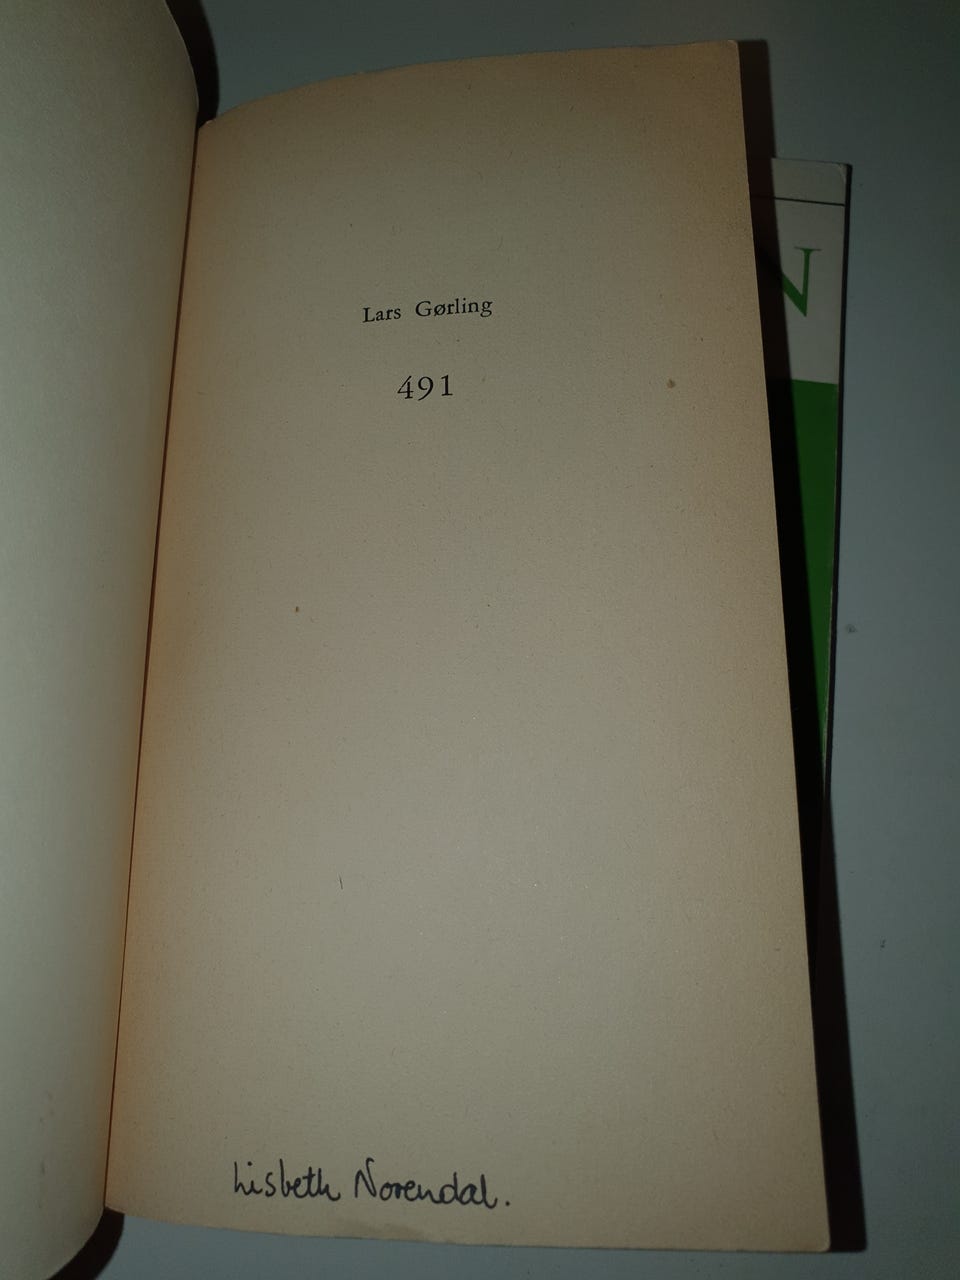 Lars Gørling
491
N
Lisbeth Norendal.